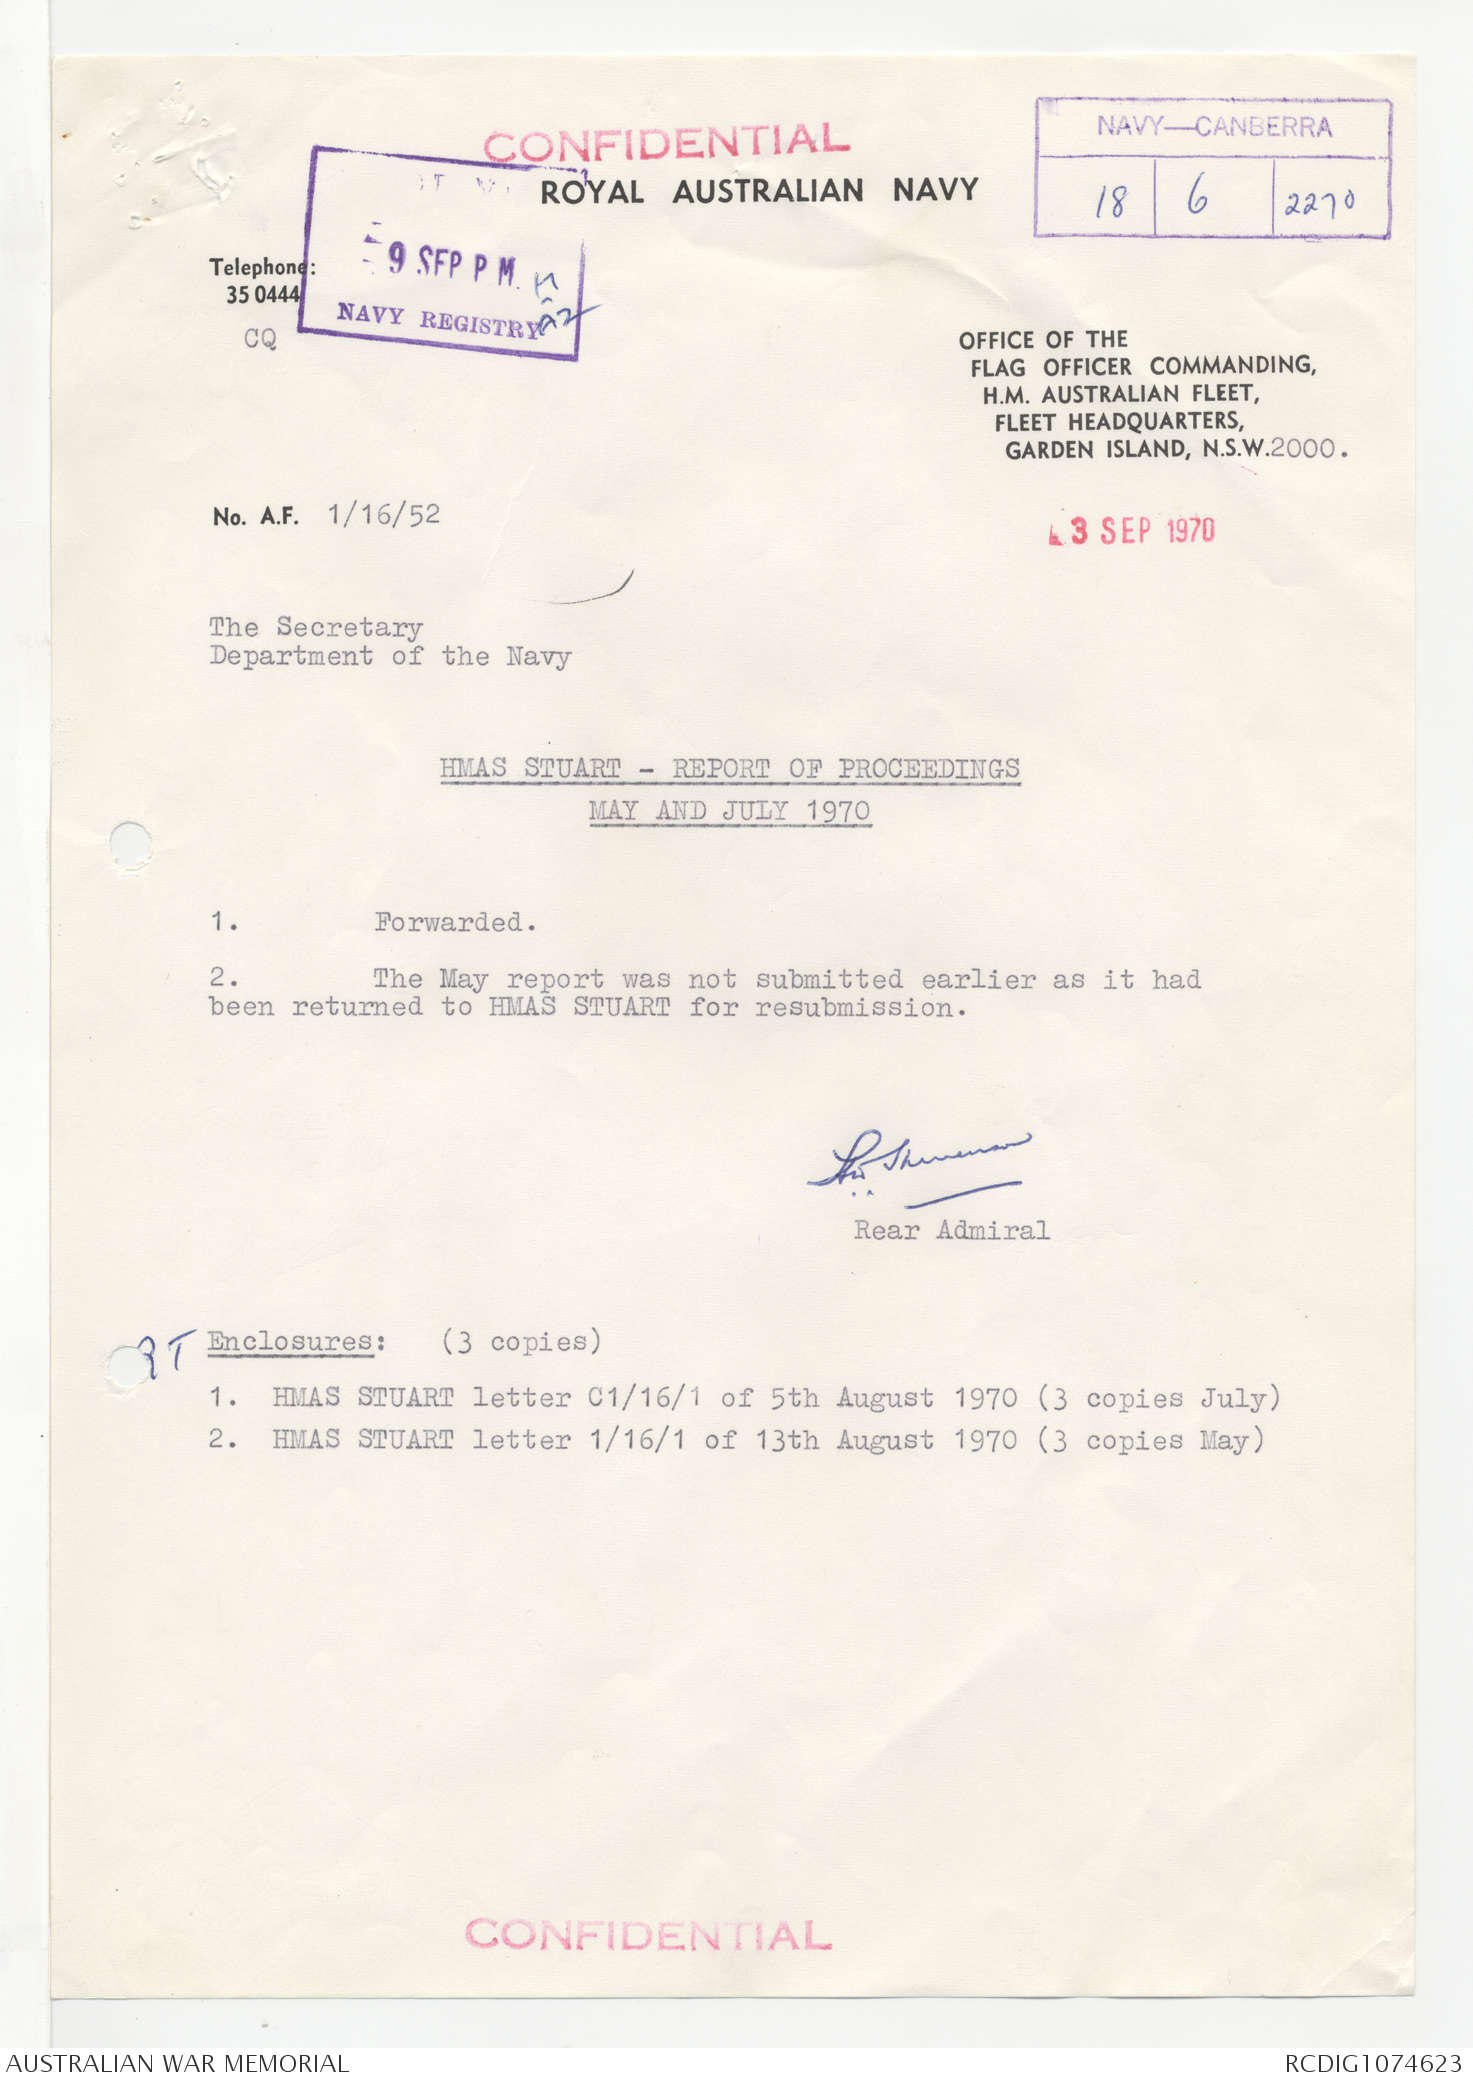 CONFIDENTIAL
NAVY—CANBERRA
18 6 2270
ROYAL AUSTRALIAN NAVY
9 SEP P M.
NAVY REGISTRY
Telephone:
35 0444
CQ
OFFICE OF THE
FLAG OFFICER COMMANDING,
H.M. AUSTRALIAN FLEET,
FLEET HEADQUARTERS,
GARDEN ISLAND, N.S.W.2000.
No. A.F. 1/16/52
3 SEP 1970
The Secretary
Department of the Navy
HMAS STUART - REPORT OF PROCEEDINGS
MAY AND JULY 1970
1. Forwarded.
2. The May report was not submitted earlier as it had
been returned to HMAS STUART for resubmission.
Rear Admiral
Enclosures: (3 copies)
1. HMAS STUART letter C1/16/1 of 5th August 1970 (3 copies July)
2. HMAS STUART letter 1/16/1 of 13th August 1970 (3 copies May)
CONFIDENTIAL
AUSTRALIAN WAR MEMORIAL
RCDIG1074623